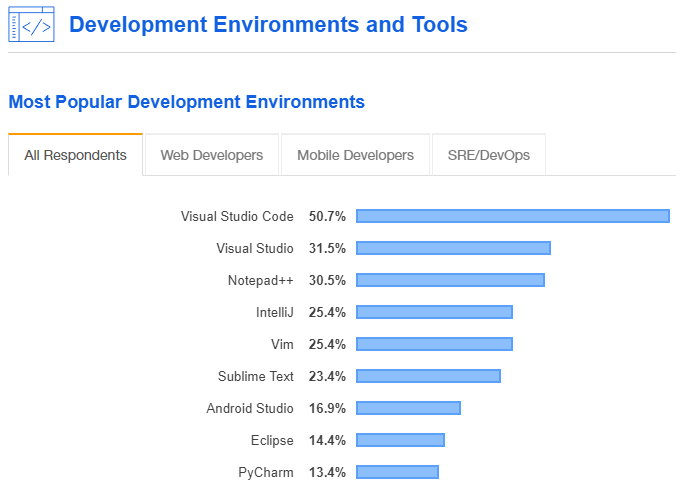 </> Development Environments and Tools
Most Popular Development Environments
All Respondents Web Developers Mobile Developers SRE/DevOps
Visual Studio Code 50.7%
Visual Studio 31.5%
Notepad++ 30.5%
IntelliJ 25.4%
Vim 25.4%
Sublime Text 23.4%
Android Studio 16.9%
Eclipse 14.4%
PyCharm 13.4%